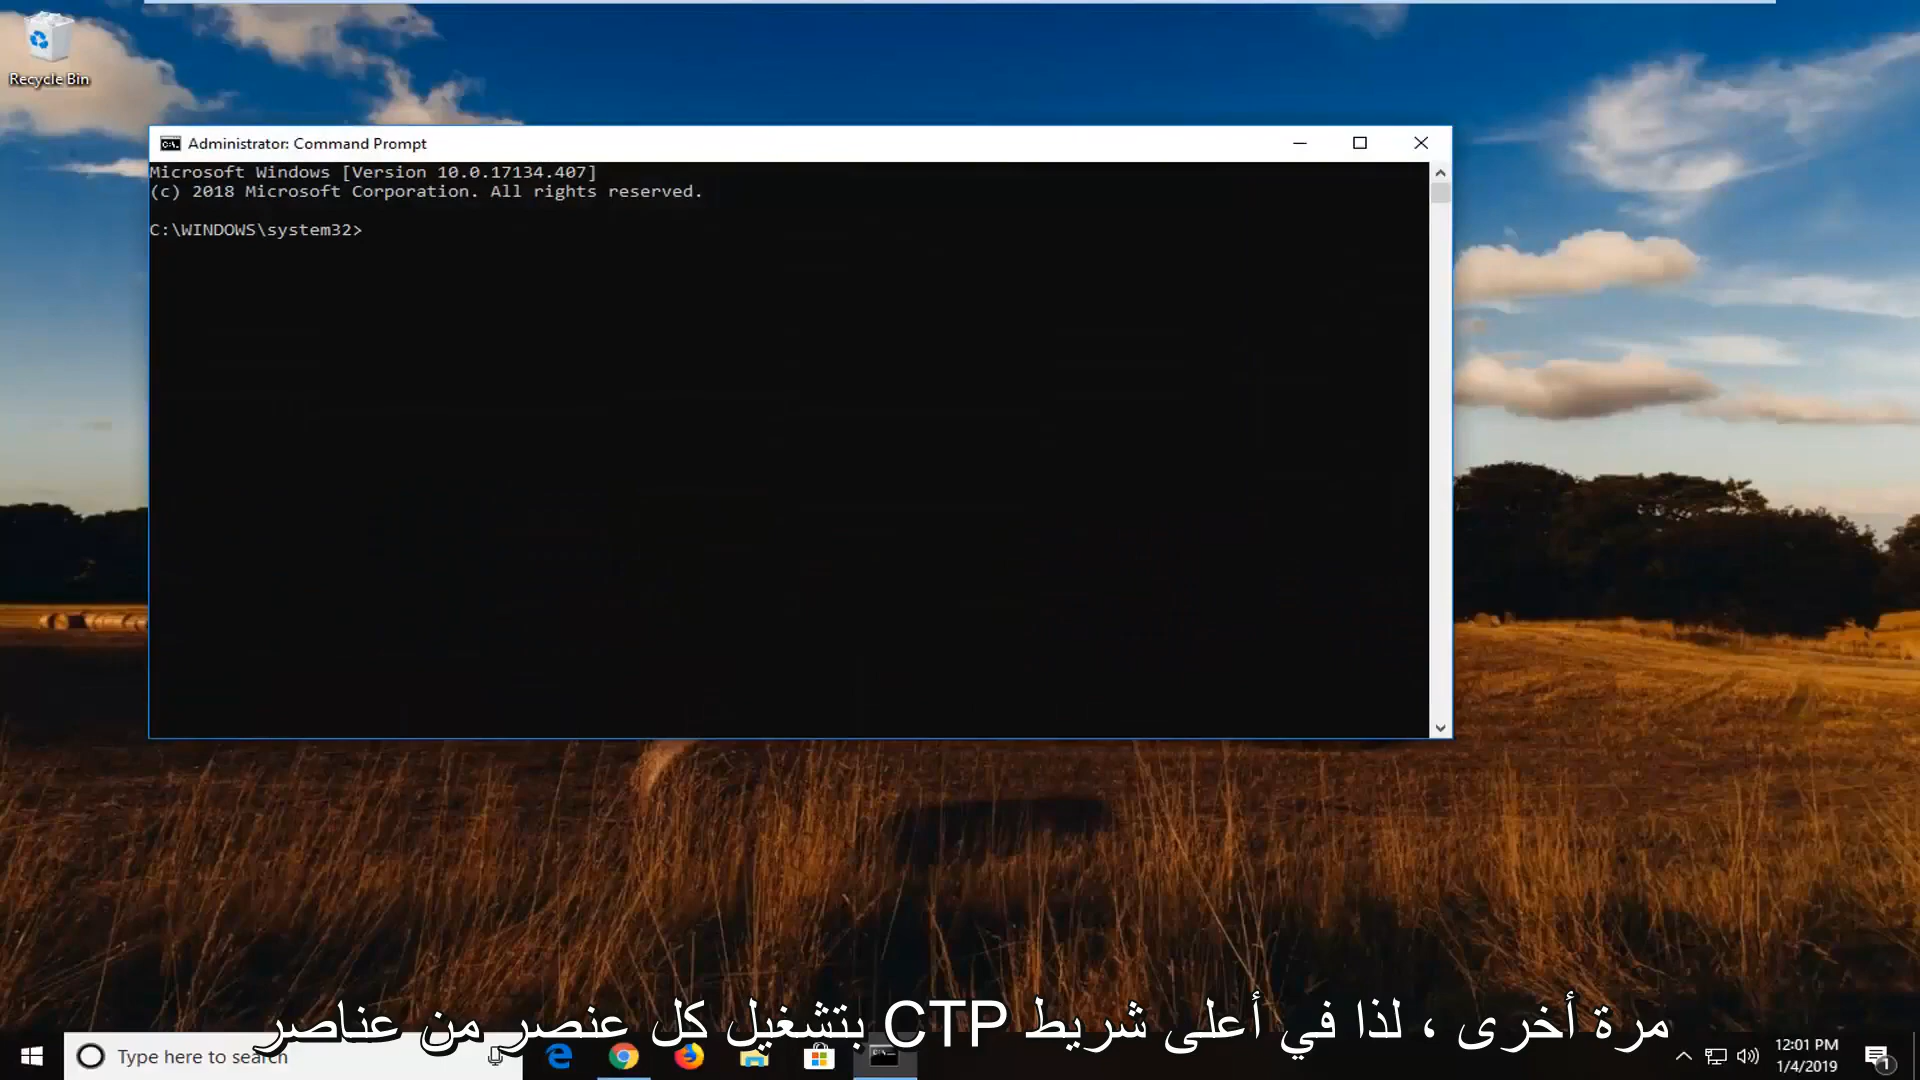 Recycle Bin
Administrator: Command Prompt
Microsoft Windows [Version 10.0.17134.407]
(c) 2018 Microsoft Corporation. All rights reserved.
C:\WINDOWS\system32>
مرة أخرى ، لذا في أعلى شريط CTP بتشغيل كل عنصر من عناصر
Type here to search
12:01 PM
1/4/2019
1